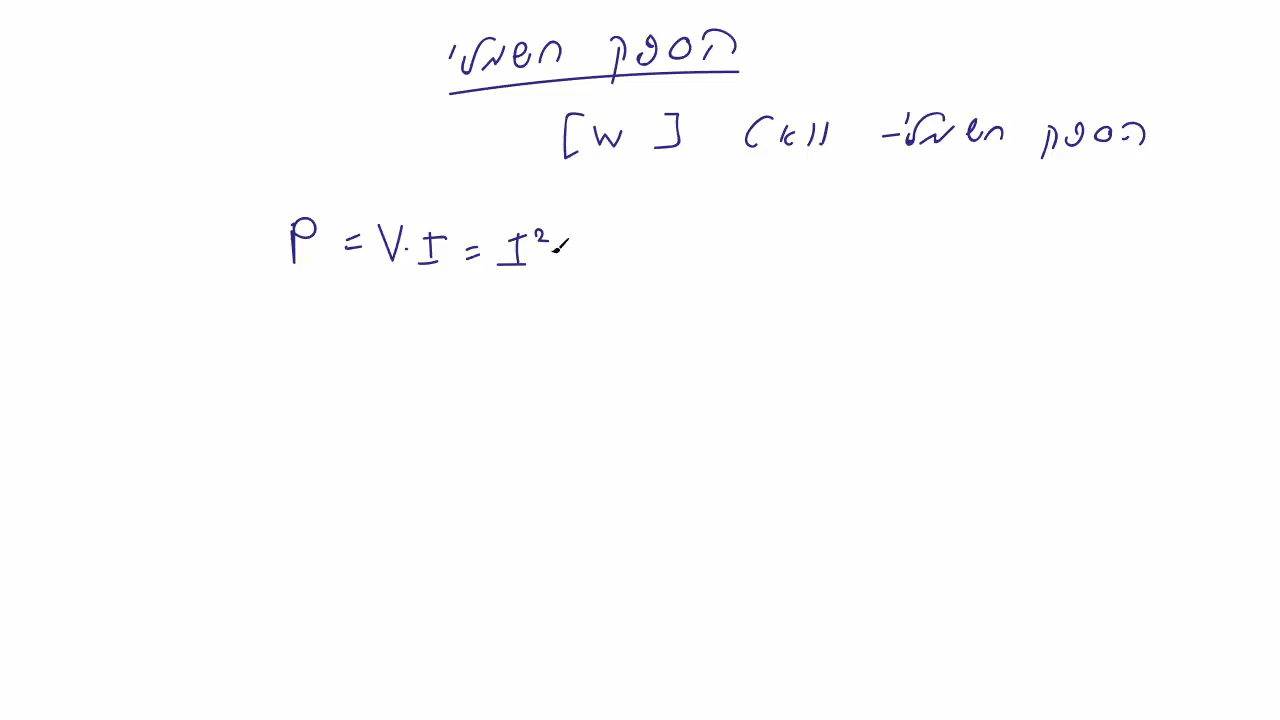 הספק חשמלי
הספק חשמלי - וואט [W]
P = V·I = I²